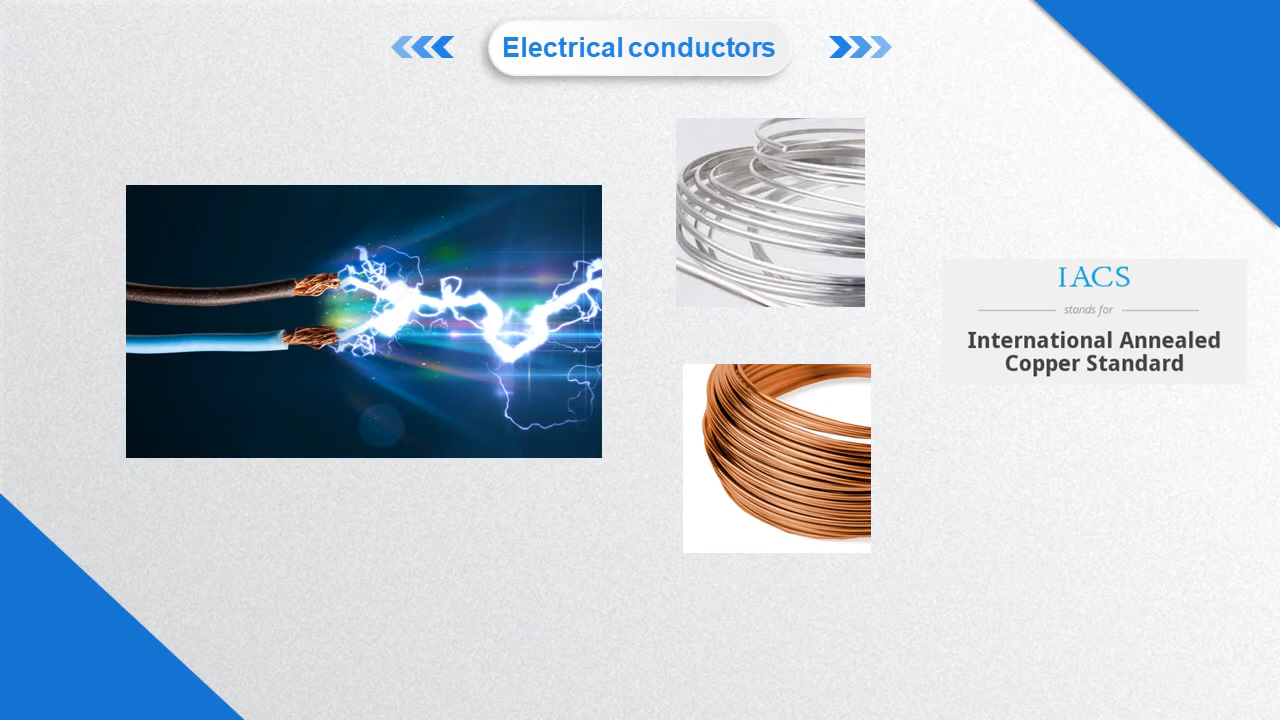 Electrical conductors
IACS
stands for
International Annealed
Copper Standard